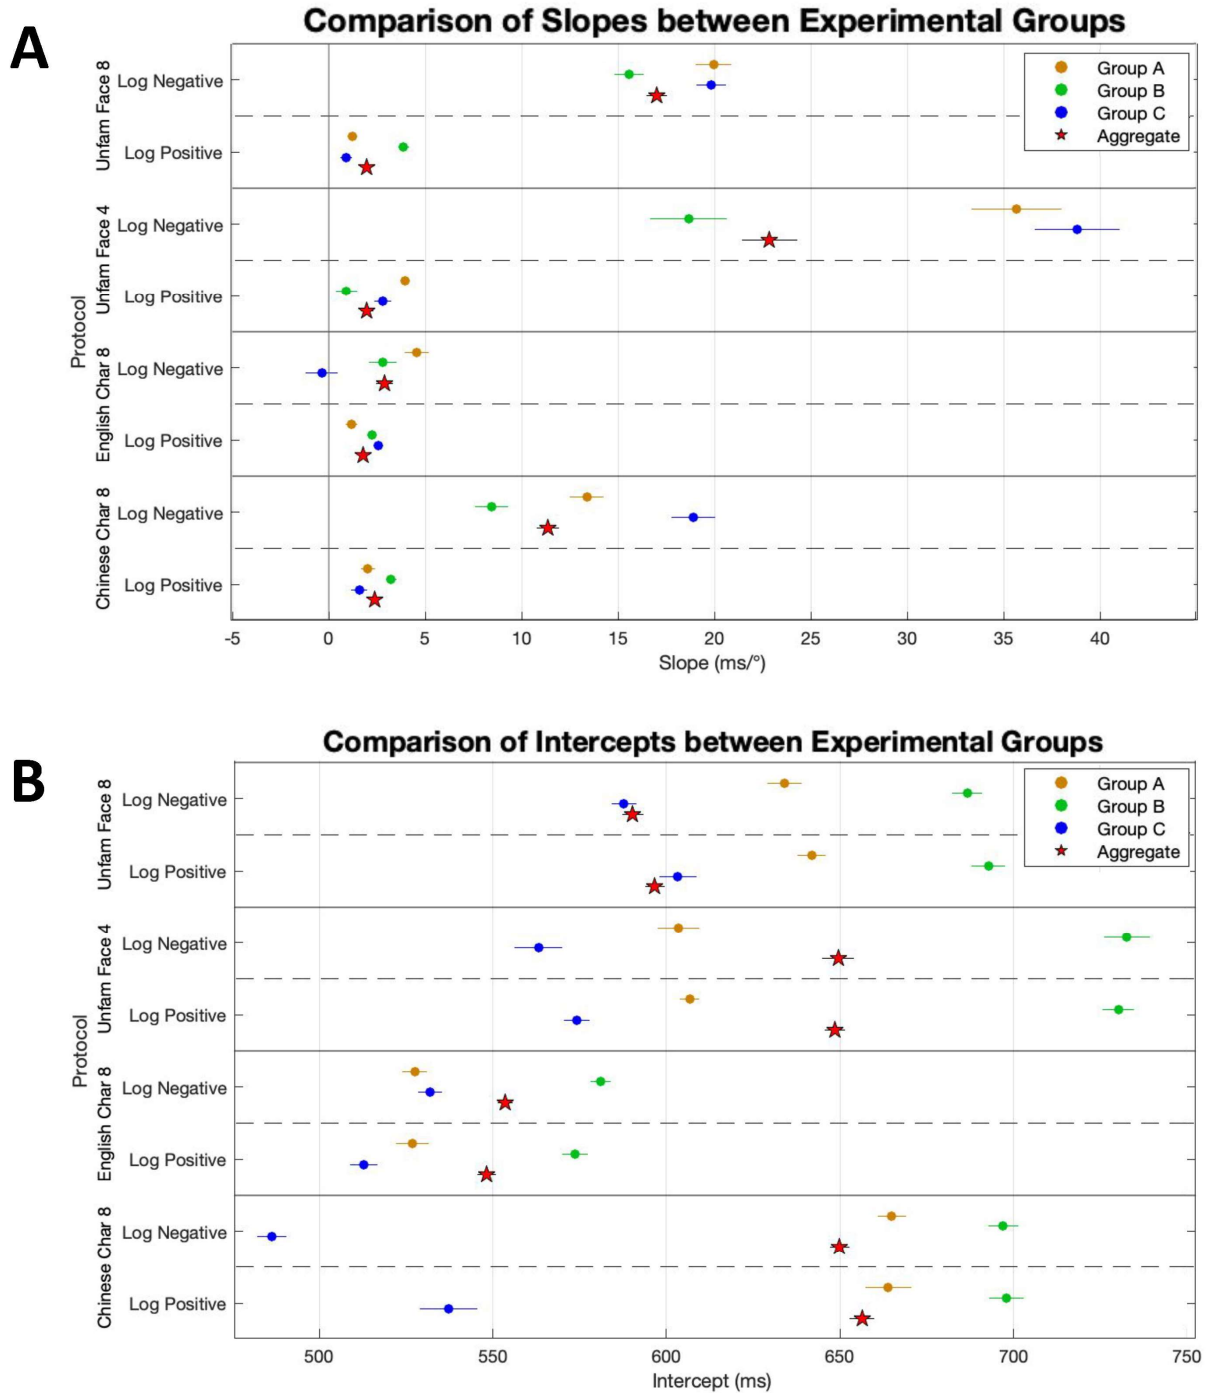 A
Comparison of Slopes between Experimental Groups
Group A
Group B
Group C
Aggregate
Protocol
Unfam Face 8
Log Negative
Log Positive
Unfam Face 4
Log Negative
Log Positive
English Char 8
Log Negative
Log Positive
Chinese Char 8
Log Negative
Log Positive
-5 0 5 10 15 20 25 30 35 40
Slope (ms/°)
B
Comparison of Intercepts between Experimental Groups
Group A
Group B
Group C
Aggregate
Protocol
Unfam Face 8
Log Negative
Log Positive
Unfam Face 4
Log Negative
Log Positive
English Char 8
Log Negative
Log Positive
Chinese Char 8
Log Negative
Log Positive
500 550 600 650 700 750
Intercept (ms)